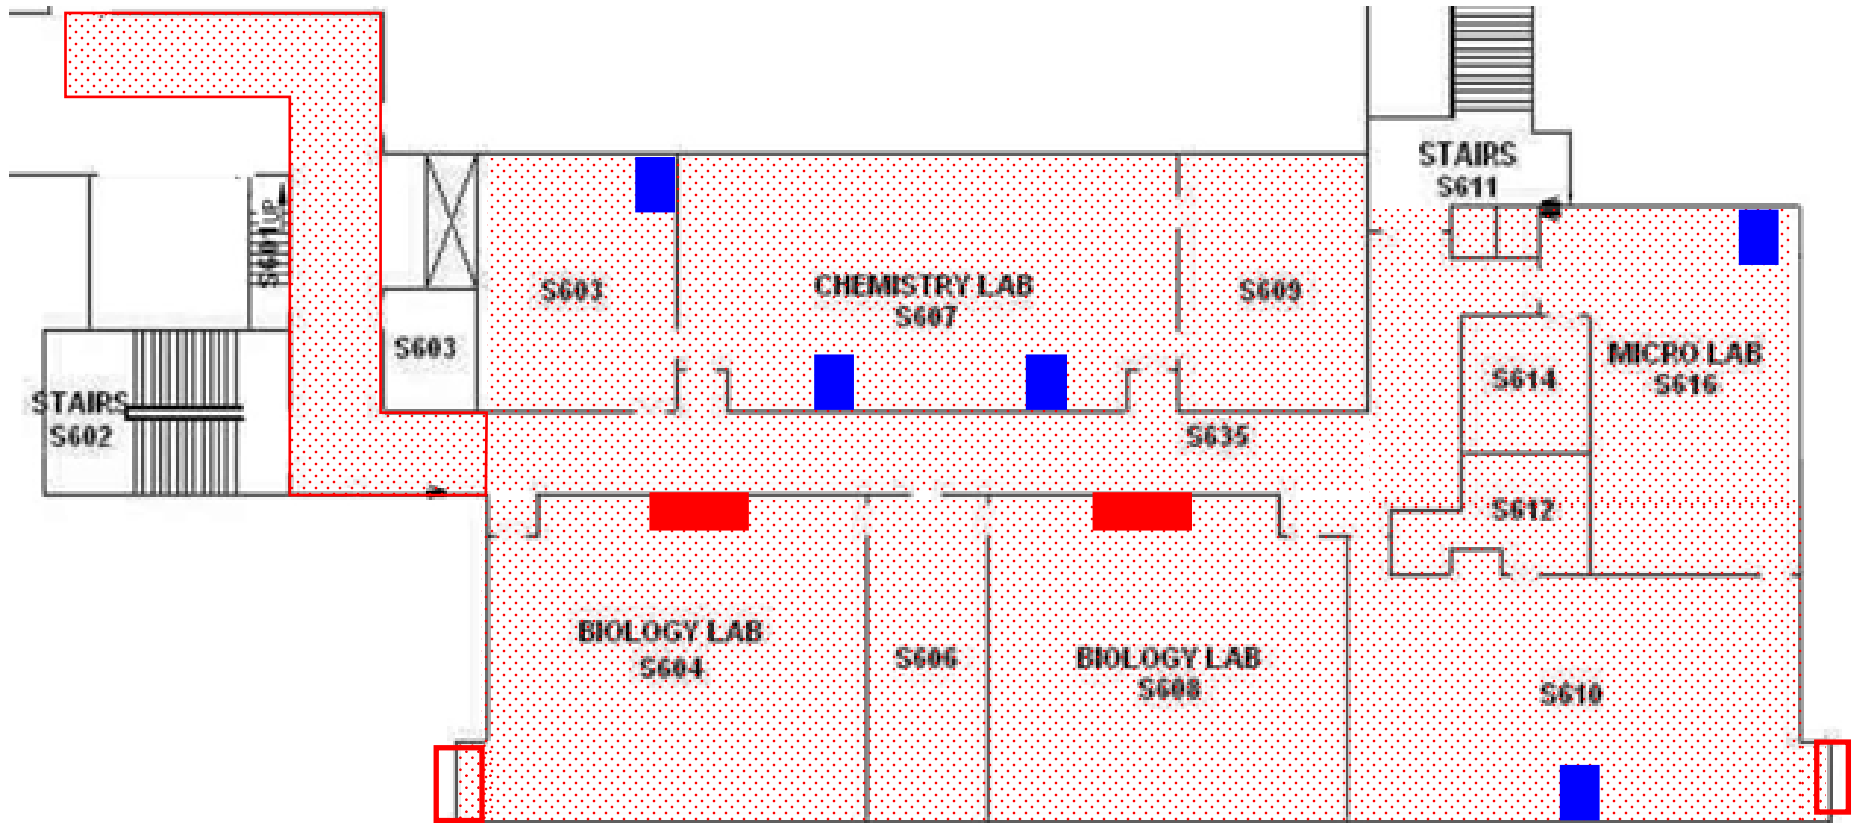 STAIRS
S611
S601
UP
S603
CHEMISTRY LAB
S607
S609
S603
STAIRS
S602
S614
MICRO LAB
S616
S635
S612
BIOLOGY LAB
S604
S606
BIOLOGY LAB
S608
S610